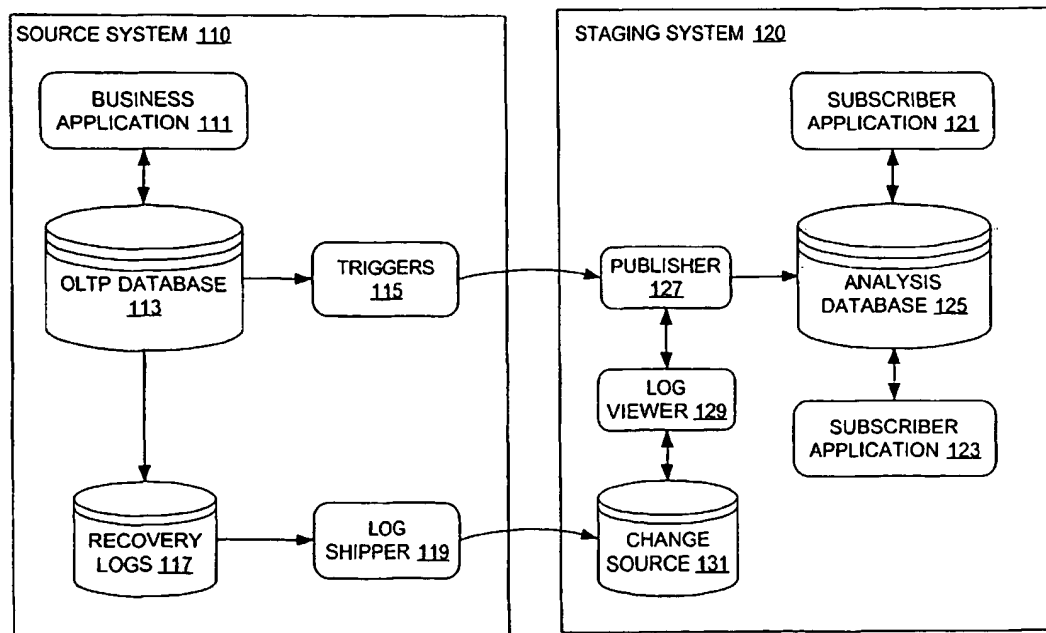 SOURCE SYSTEM 110
BUSINESS
APPLICATION 111
OLTP DATABASE
113
TRIGGERS
115
RECOVERY
LOGS 117
LOG
SHIPPER 119
STAGING SYSTEM 120
SUBSCRIBER
APPLICATION 121
PUBLISHER
127
ANALYSIS
DATABASE 125
LOG
VIEWER 129
SUBSCRIBER
APPLICATION 123
CHANGE
SOURCE 131